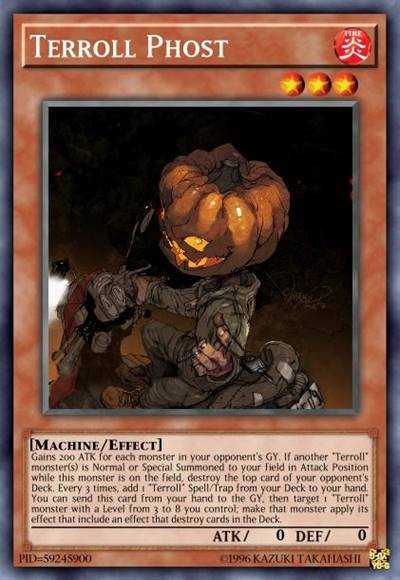 Terroll Phost
FIRE
炎
[Machine/Effect]
Gains 200 ATK for each monster in your opponent's GY. If another "Terroll"
monster(s) is Normal or Special Summoned to your field in Attack Position
while this monster is on the field, destroy the top card of your opponent's
Deck. Every 3 times, add 1 "Terroll" Spell/Trap from your Deck to your hand.
You can send this card from your hand to the GY, then target 1 "Terroll"
monster with a Level from 3 to 8 you control; make that monster apply its
effect that include an effect that destroy cards in the Deck.
ATK/ 0 DEF/ 0
PID=59245900 ©1996 KAZUKI TAKAHASHI